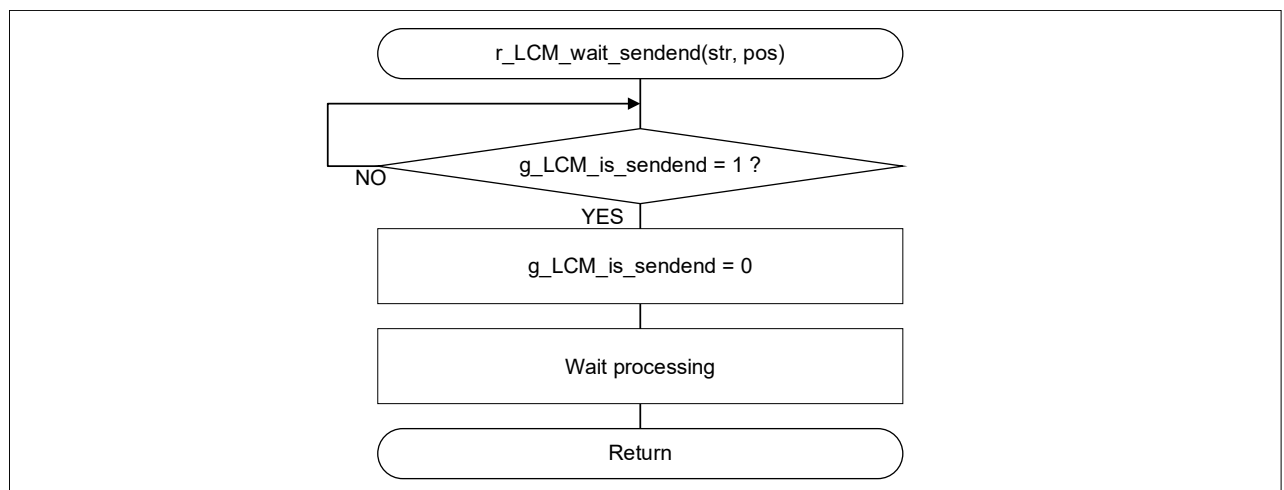 r_LCM_wait_sendend(str, pos)
g_LCM_is_sendend = 1 ?
NO
YES
g_LCM_is_sendend = 0
Wait processing
Return